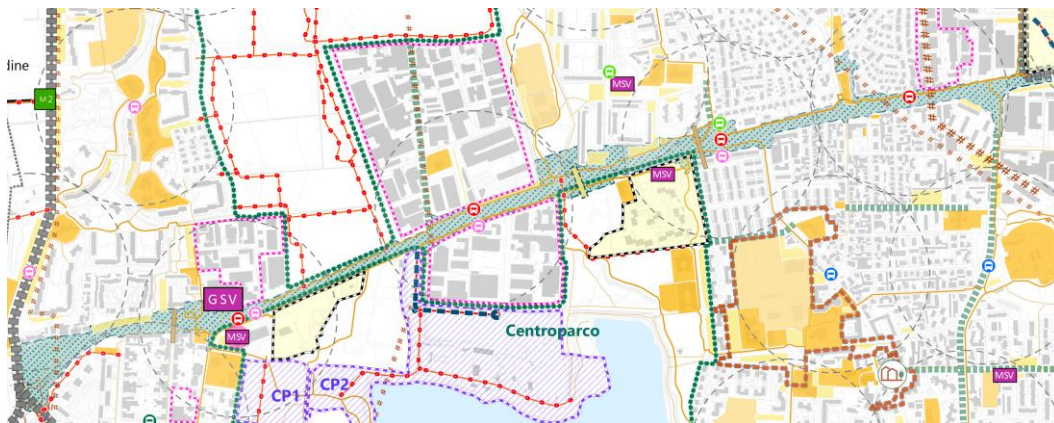 dine
M2
MSV
MSV
GSV
MSV
Centroparco
CP1
CP2
MSV